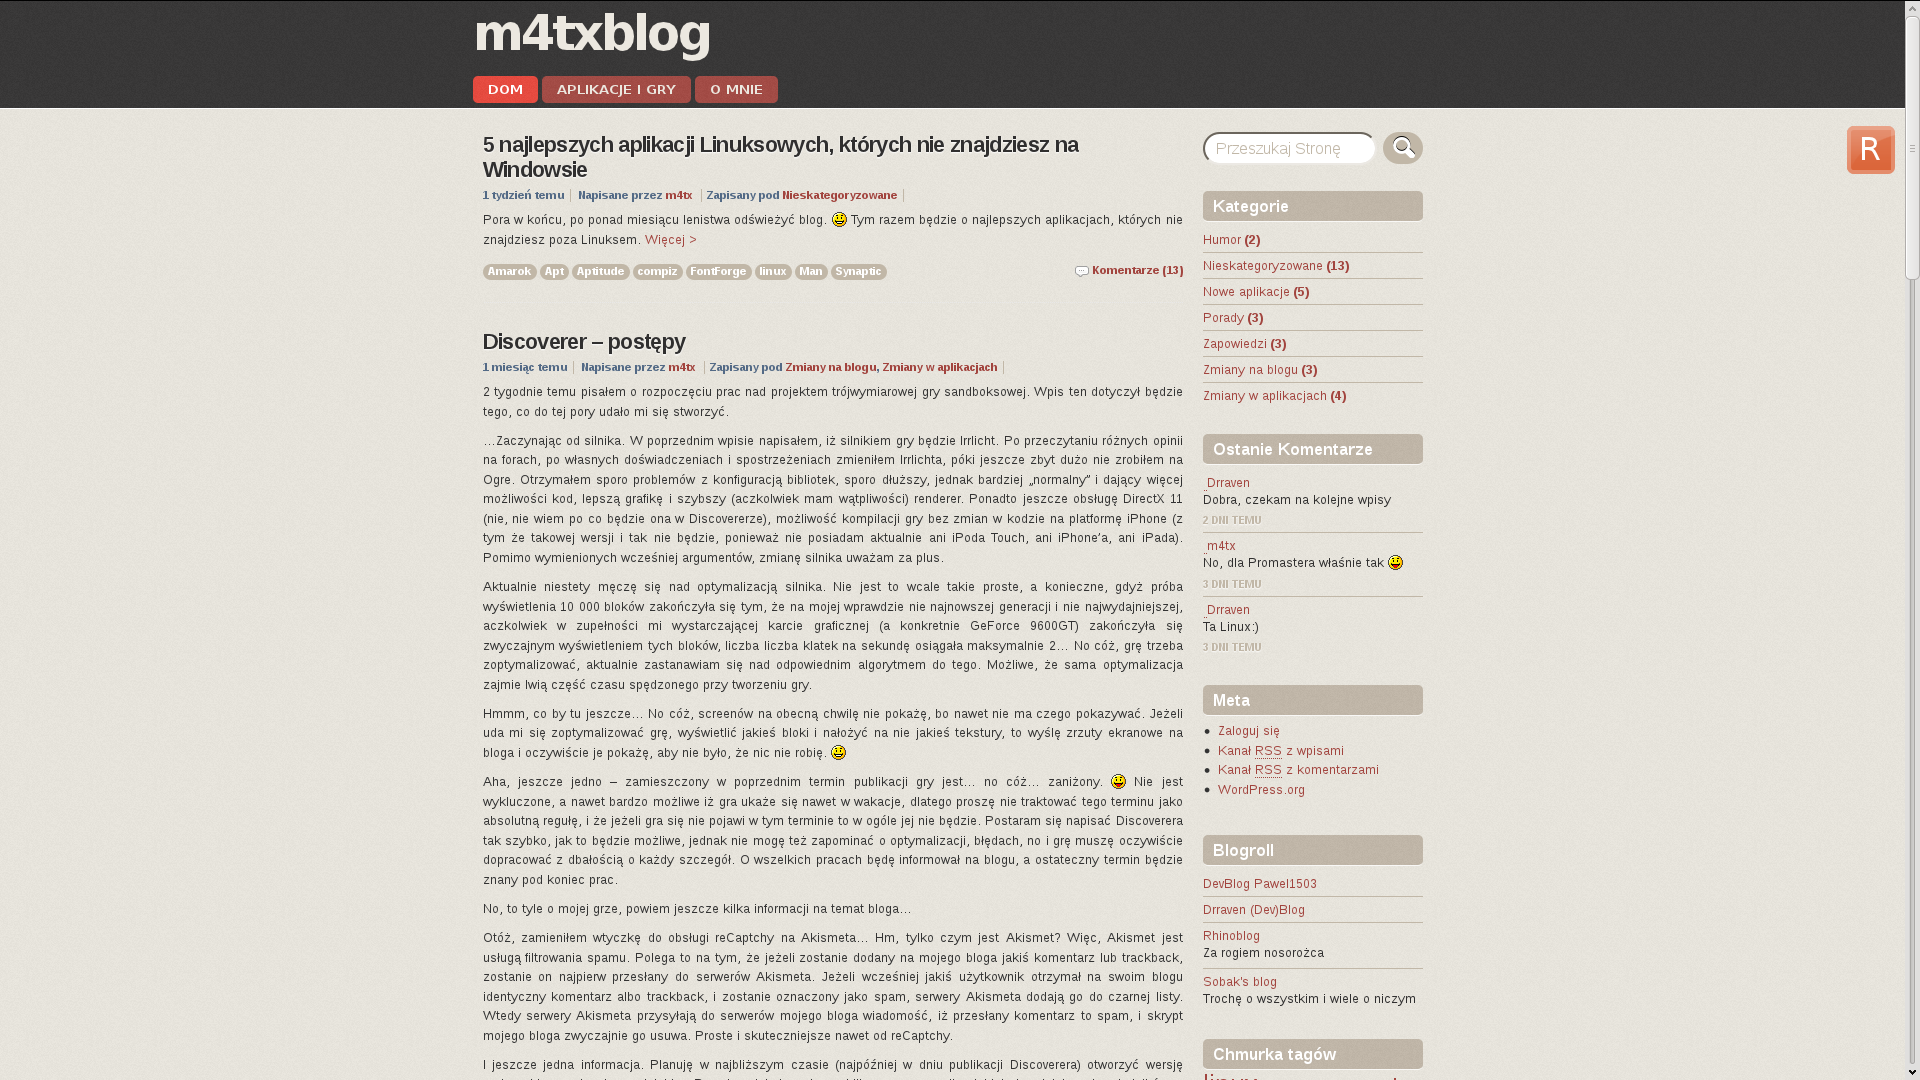 m4txblog
DOM
APLIKACJE I GRY
O MNIE
R
5 najlepszych aplikacji Linuksowych, których nie znajdziesz na
Windowsie
1 tydzień temu | Napisane przez m4tx | Zapisany pod Nieskategoryzowane |
Pora w końcu, po ponad miesiącu lenistwa odświeżyć blog. Tym razem będzie o najlepszych aplikacjach, których nie
znajdziesz poza Linuksem. Więcej >
Amarok Apt Aptitude compiz FontForge linux Man Synaptic
Komentarze (13)
Discoverer – postępy
1 miesiąc temu | Napisane przez m4tx | Zapisany pod Zmiany na blogu, Zmiany w aplikacjach |
2 tygodnie temu pisałem o rozpoczęciu prac nad projektem trójwymiarowej gry sandboksowej. Wpis ten dotyczył będzie
tego, co do tej pory udało mi się stworzyć.
…Zaczynając od silnika. W poprzednim wpisie napisałem, iż silnikiem gry będzie Irrlicht. Po przeczytaniu różnych opinii
na forach, po własnych doświadczeniach i spostrzeżeniach zmieniłem Irrlichta, póki jeszcze zbyt dużo nie zrobiłem na
Ogre. Otrzymałem sporo problemów z konfiguracją bibliotek, sporo dłuższy, jednak bardziej „normalny” i dający więcej
możliwości kod, lepszą grafikę i szybszy (aczkolwiek mam wątpliwości) renderer. Ponadto jeszcze obsługę DirectX 11
(nie, nie wiem po co będzie ona w Discovererze), możliwość kompilacji gry bez zmian w kodzie na platformę iPhone (z
tym że takowej wersji i tak nie będzie, ponieważ nie posiadam aktualnie ani iPoda Touch, ani iPhone’a, ani iPada).
Pomimo wymienionych wcześniej argumentów, zmianę silnika uważam za plus.
Aktualnie niestety męczę się nad optymalizacją silnika. Nie jest to wcale takie proste, a konieczne, gdyż próba
wyświetlenia 10 000 bloków zakończyła się tym, że na mojej wprawdzie nie najnowszej generacji i nie najwydajniejszej,
aczkolwiek w zupełności mi wystarczającej karcie graficznej (a konkretnie GeForce 9600GT) zakończyła się
zwyczajnym wyświetleniem tych bloków, liczba liczba klatek na sekundę osiągała maksymalnie 2… No cóż, grę trzeba
zoptymalizować, aktualnie zastanawiam się nad odpowiednim algorytmem do tego. Możliwe, że sama optymalizacja
zajmie lwią część czasu spędzonego przy tworzeniu gry.
Hmmm, co by tu jeszcze… No cóż, screenów na obecną chwilę nie pokażę, bo nawet nie ma czego pokazywać. Jeżeli
uda mi się zoptymalizować grę, wyświetlić jakieś bloki i nałożyć na nie jakieś tekstury, to wyślę zrzuty ekranowe na
bloga i oczywiście je pokażę, aby nie było, że nic nie robię.
Aha, jeszcze jedno – zamieszczony w poprzednim termin publikacji gry jest… no cóż… zaniżony. Nie jest
wykluczone, a nawet bardzo możliwe iż gra ukaże się nawet w wakacje, dlatego proszę nie traktować tego terminu jako
absolutną regułę, i że jeżeli gra się nie pojawi w tym terminie to w ogóle jej nie będzie. Postaram się napisać Discoverera
tak szybko, jak to będzie możliwe, jednak nie mogę też zapominać o optymalizacji, błędach, no i grę muszę oczywiście
dopracować z dbałością o każdy szczegół. O wszelkich pracach będę informował na blogu, a ostateczny termin będzie
znany pod koniec prac.
No, to tyle o mojej grze, powiem jeszcze kilka informacji na temat bloga…
Otóż, zamieniłem wtyczkę do obsługi reCaptchy na Akismeta… Hm, tylko czym jest Akismet? Więc, Akismet jest
usługą filtrowania spamu. Polega to na tym, że jeżeli zostanie dodany na mojego bloga jakiś komentarz lub trackback,
zostanie on najpierw przesłany do serwerów Akismeta. Jeżeli wcześniej jakiś użytkownik otrzymał na swoim blogu
identyczny komentarz albo trackback, i zostanie oznaczony jako spam, serwery Akismeta dodają go do czarnej listy.
Wtedy serwery Akismeta przysyłają do serwerów mojego bloga wiadomość, iż przesłany komentarz to spam, i skrypt
mojego bloga zwyczajnie go usuwa. Proste i skuteczniejsze nawet od reCaptchy.
I jeszcze jedna informacja. Planuję w najbliższym czasie (najpóźniej w dniu publikacji Discoverera) otworzyć wersję
Przeszukaj Stronę
Kategorie
Humor (2)
Nieskategoryzowane (13)
Nowe aplikacje (5)
Porady (3)
Zapowiedzi (3)
Zmiany na blogu (3)
Zmiany w aplikacjach (4)
Ostanie Komentarze
Drraven
Dobra, czekam na kolejne wpisy
2 DNI TEMU
m4tx
No, dla Promastera właśnie tak
3 DNI TEMU
Drraven
Ta Linux:)
3 DNI TEMU
Meta
Zaloguj się
Kanał RSS z wpisami
Kanał RSS z komentarzami
WordPress.org
Blogroll
DevBlog Pawel1503
Drraven (Dev)Blog
Rhinoblog
Za rogiem nosorożca
Sobak's blog
Trochę o wszystkim i wiele o niczym
Chmurka tagów